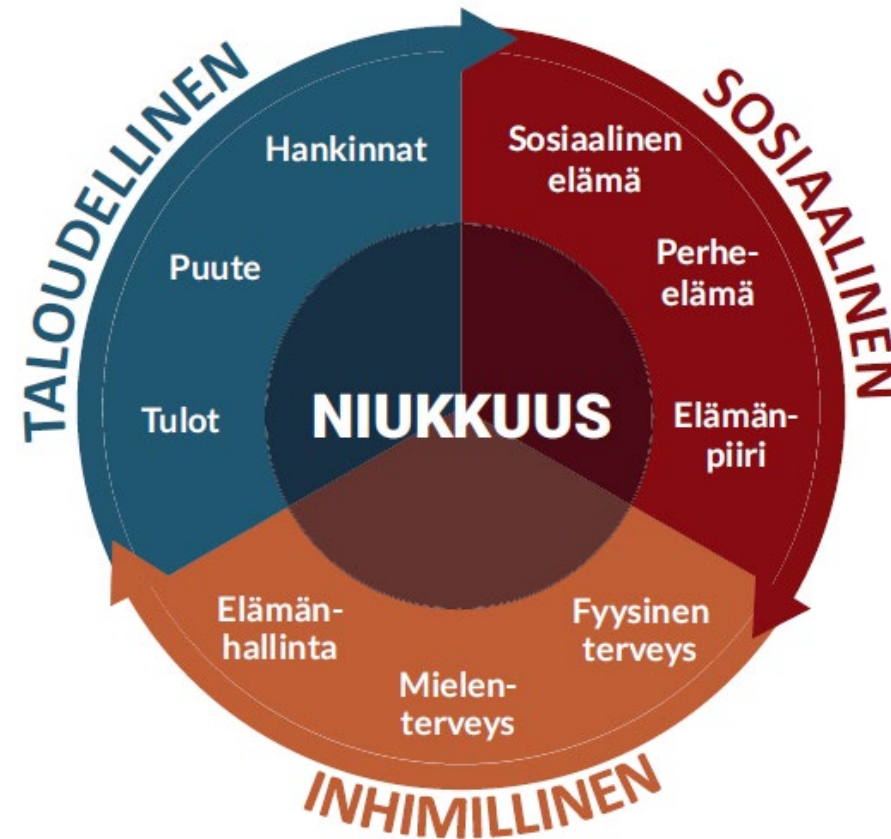 TALOUDELLINEN
Hankinnat
Puute
Tulot
SOSIAALINEN
Sosiaalinen
elämä
Perhe-
elämä
Elämän-
piiri
NIUKKUUS
Elämän-
hallinta
Mielen-
terveys
Fyysinen
terveys
INHIMILLINEN